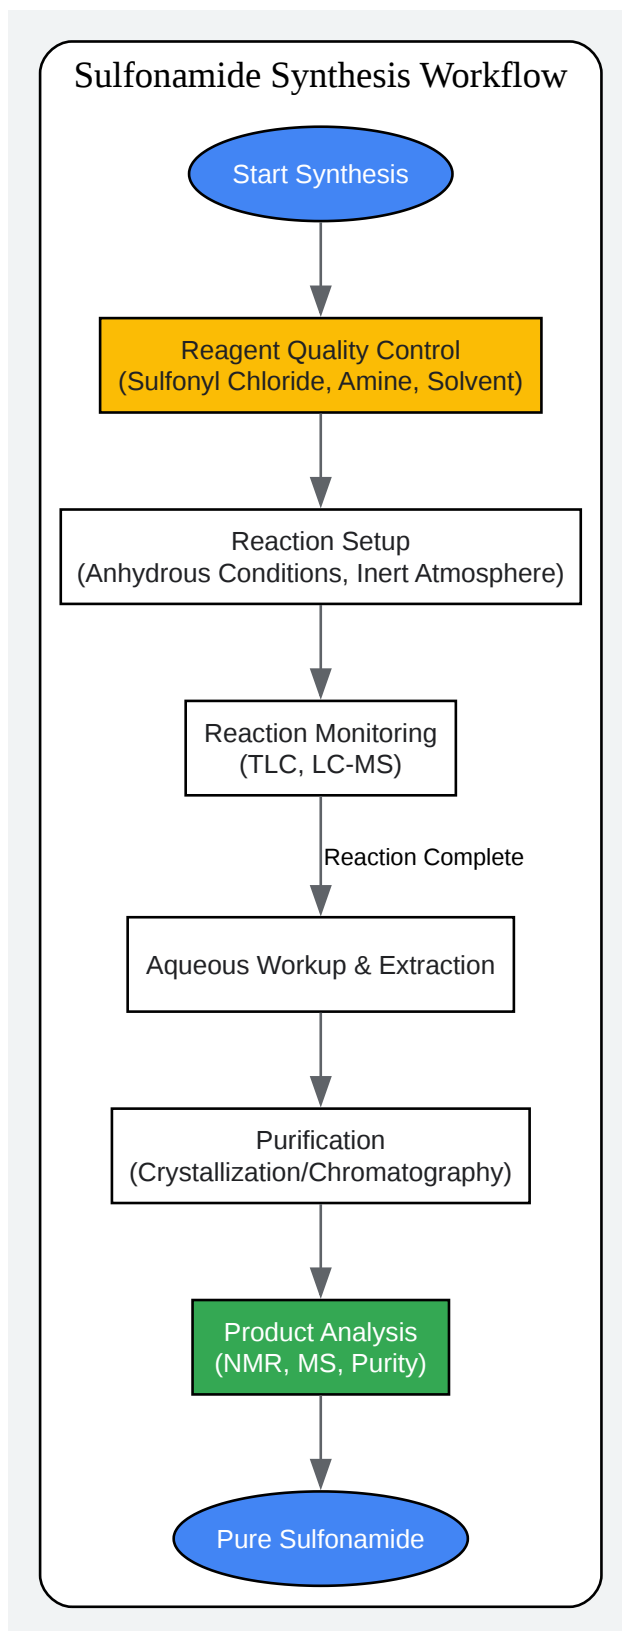 Sulfonamide Synthesis Workflow
Start Synthesis
Reagent Quality Control
(Sulfonyl Chloride, Amine, Solvent)
Reaction Setup
(Anhydrous Conditions, Inert Atmosphere)
Reaction Monitoring
(TLC, LC-MS)
Reaction Complete
Aqueous Workup & Extraction
Purification
(Crystallization/Chromatography)
Product Analysis
(NMR, MS, Purity)
Pure Sulfonamide